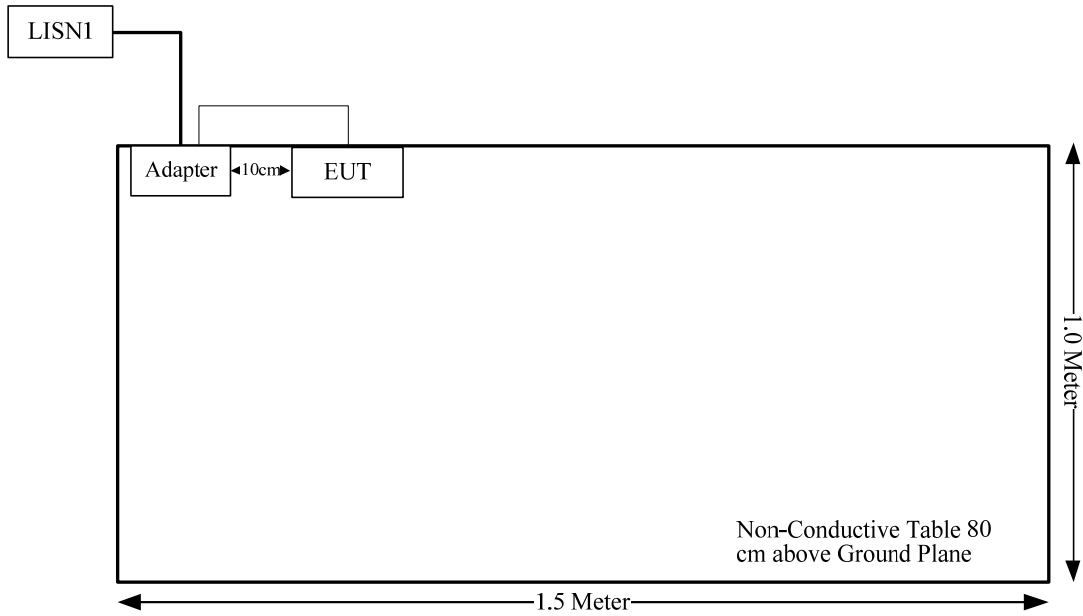 LISN1
Adapter
10cm
EUT
1.0 Meter
Non-Conductive Table 80
cm above Ground Plane
1.5 Meter